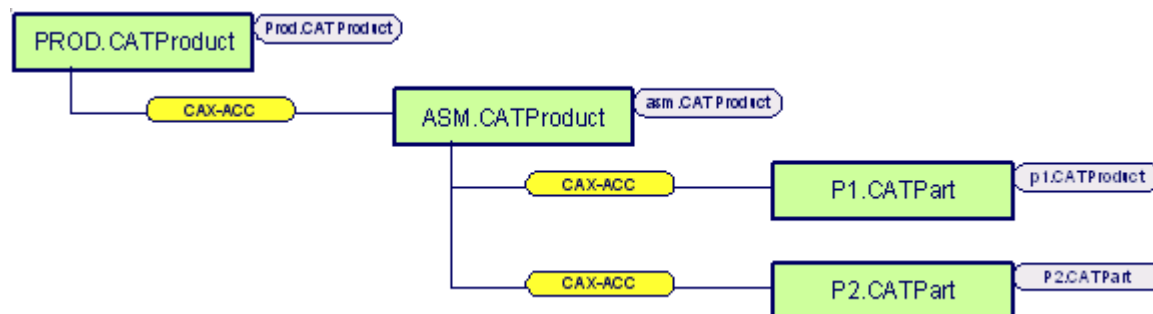 PROD.CATProduct
Prod.CATProduct
CAX-ACC
ASM.CATProduct
asm.CATProduct
CAX-ACC
P1.CATPart
p1.CATProduct
CAX-ACC
P2.CATPart
P2.CATPart